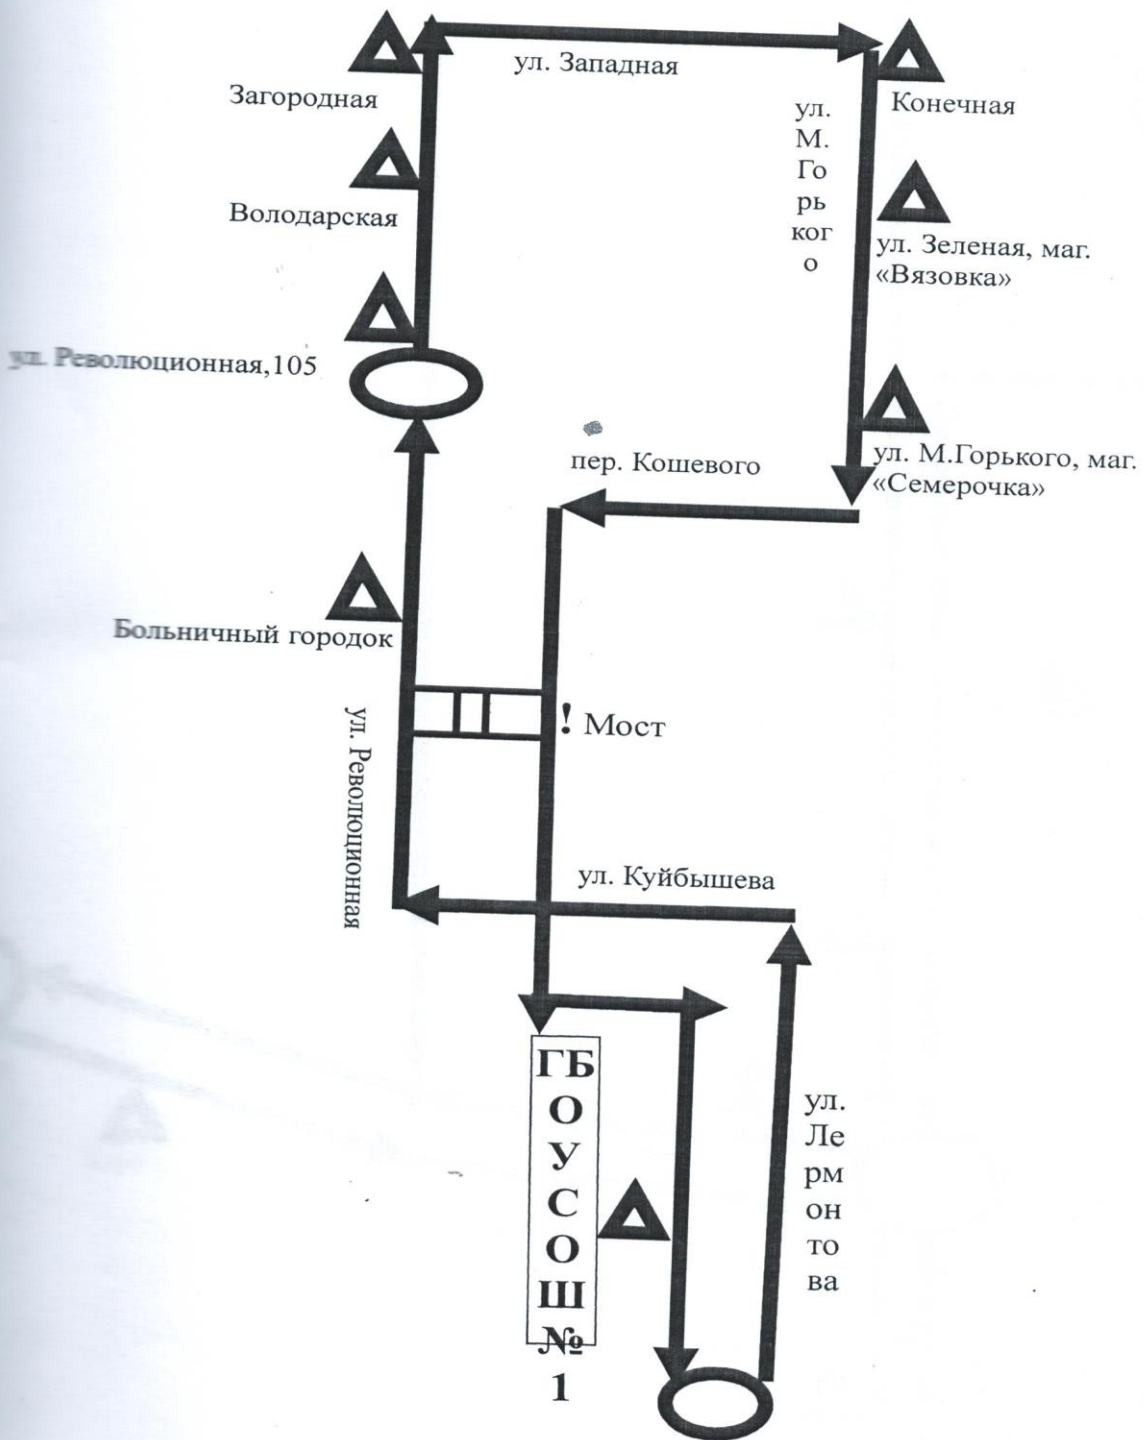 ул. Западная
Загородная
Конечная
ул.
М.
Го
рь
ког
о
Володарская
ул. Зеленая, маг.
«Вязовка»
ул. Революционная,105
ул. М.Горького, маг.
«Семерочка»
пер. Кошевого
Больничный городок
! Мост
ул. Революционная
ул. Куйбышева
ГБ
О
У
С
О
Ш
№
1
ул.
Ле
рм
он
то
ва